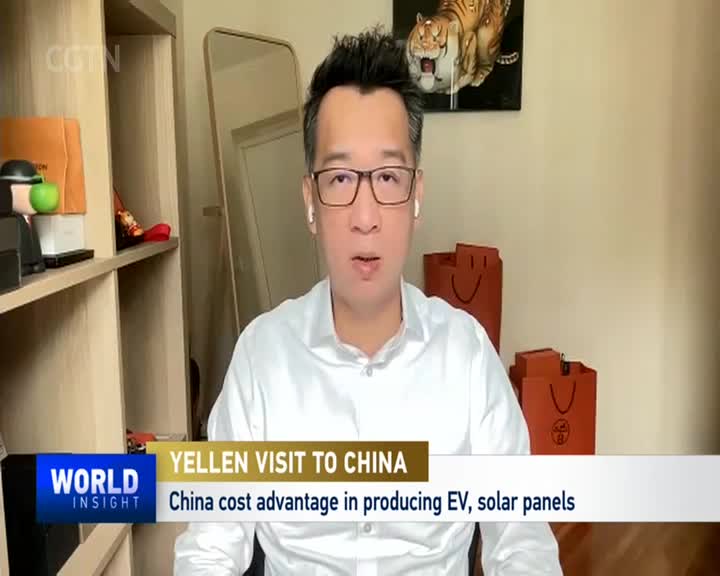 CGTN
YELLEN VISIT TO CHINA
WORLD
INSIGHT
China cost advantage in producing EV, solar panels